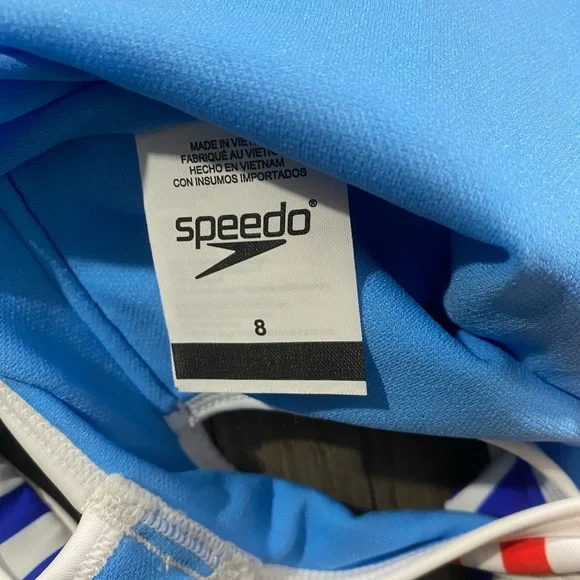 MADE IN
FABRIQUÉ AU
HECHO EN VIETNAM
CON INSUMOS IMPORTADOS
speedo®
8